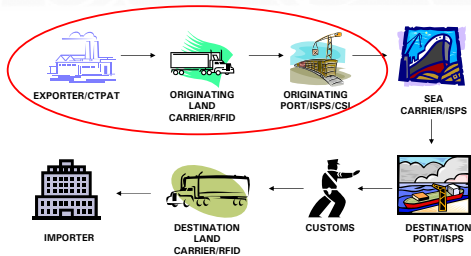 EXPORTER/CTPAT
ORIGINATING
LAND
CARRIER/RFID
ORIGINATING
PORT/ISPS/CSI
SEA
CARRIER/ISPS
IMPORTER
DESTINATION
LAND
CARRIER/RFID
CUSTOMS
DESTINATION
PORT/ISPS